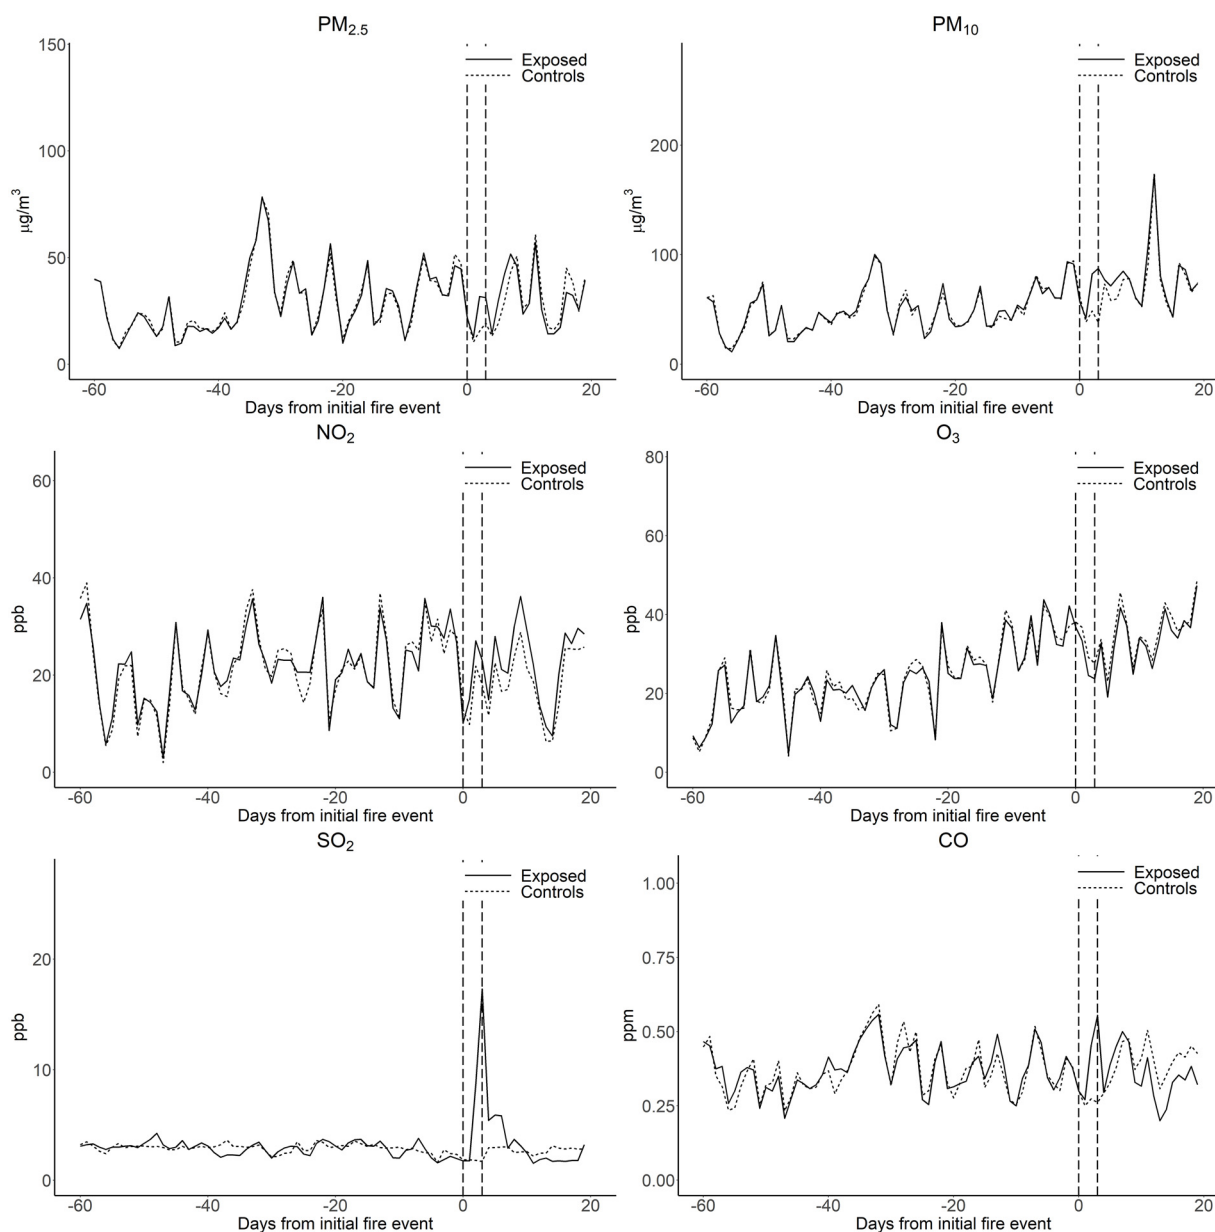 PM2.5
150
100
50
0
μg/m³
Exposed
Controls
-60 -40 -20 0 20
Days from initial fire event
PM10
200
100
0
μg/m³
Exposed
Controls
-60 -40 -20 0 20
Days from initial fire event
NO2
60
40
20
0
ppb
Exposed
Controls
-60 -40 -20 0 20
Days from initial fire event
O3
80
60
40
20
0
ppb
Exposed
Controls
-60 -40 -20 0 20
Days from initial fire event
SO2
20
10
0
ppb
Exposed
Controls
-60 -40 -20 0 20
Days from initial fire event
CO
1.00
0.75
0.50
0.25
0.00
ppm
Exposed
Controls
-60 -40 -20 0 20
Days from initial fire event